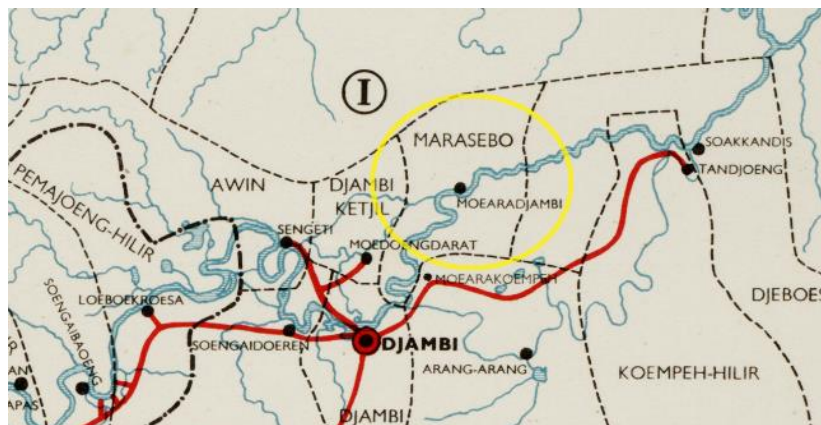 I
MARASEBO
AWIN
DJAMBI
KETJIL
SOAKKANDIS
TANDJOENG
PEMAJOENG-HILIR
MOEARADJAMBI
SENGETI
MOEDOENGDARAT
MOEARAKOEMPEH
SOENGAIBAOENG
LOEBOEKROESA
DJEBOES
SOENGAIDOEREN
DJAMBI
ARANG-ARANG
KOEMPEH-HILIR
APAS
DJAMBI